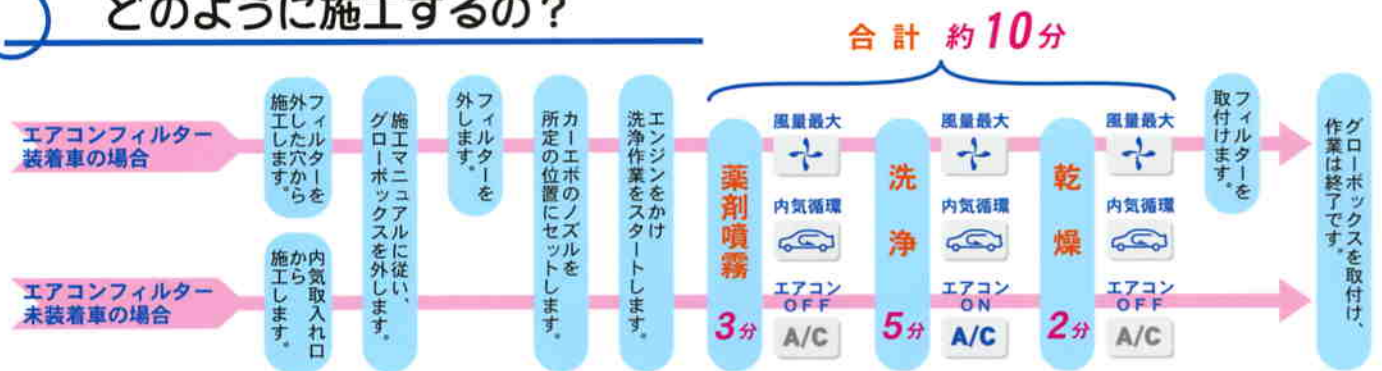 どのように施工するの？
合計 約10分
エアコンフィルター
装着車の場合
フィルターを
外した穴から
施工します。
エアコンフィルター
未装着車の場合
内気取入れ口
から
施工します。
施工マニュアルに従い、
グローボックスを外します。
フィルターを
外します。
カーエボのノズルを
所定の位置にセットします。
エンジンをかけ
洗浄作業をスタートします。
薬剤噴霧
3分
風量最大
内気循環
エアコン
OFF
A/C
洗浄
5分
風量最大
内気循環
エアコン
ON
A/C
乾燥
2分
風量最大
内気循環
エアコン
OFF
A/C
フィルターを
取付けます。
グローボックスを取付け、
作業は終了です。